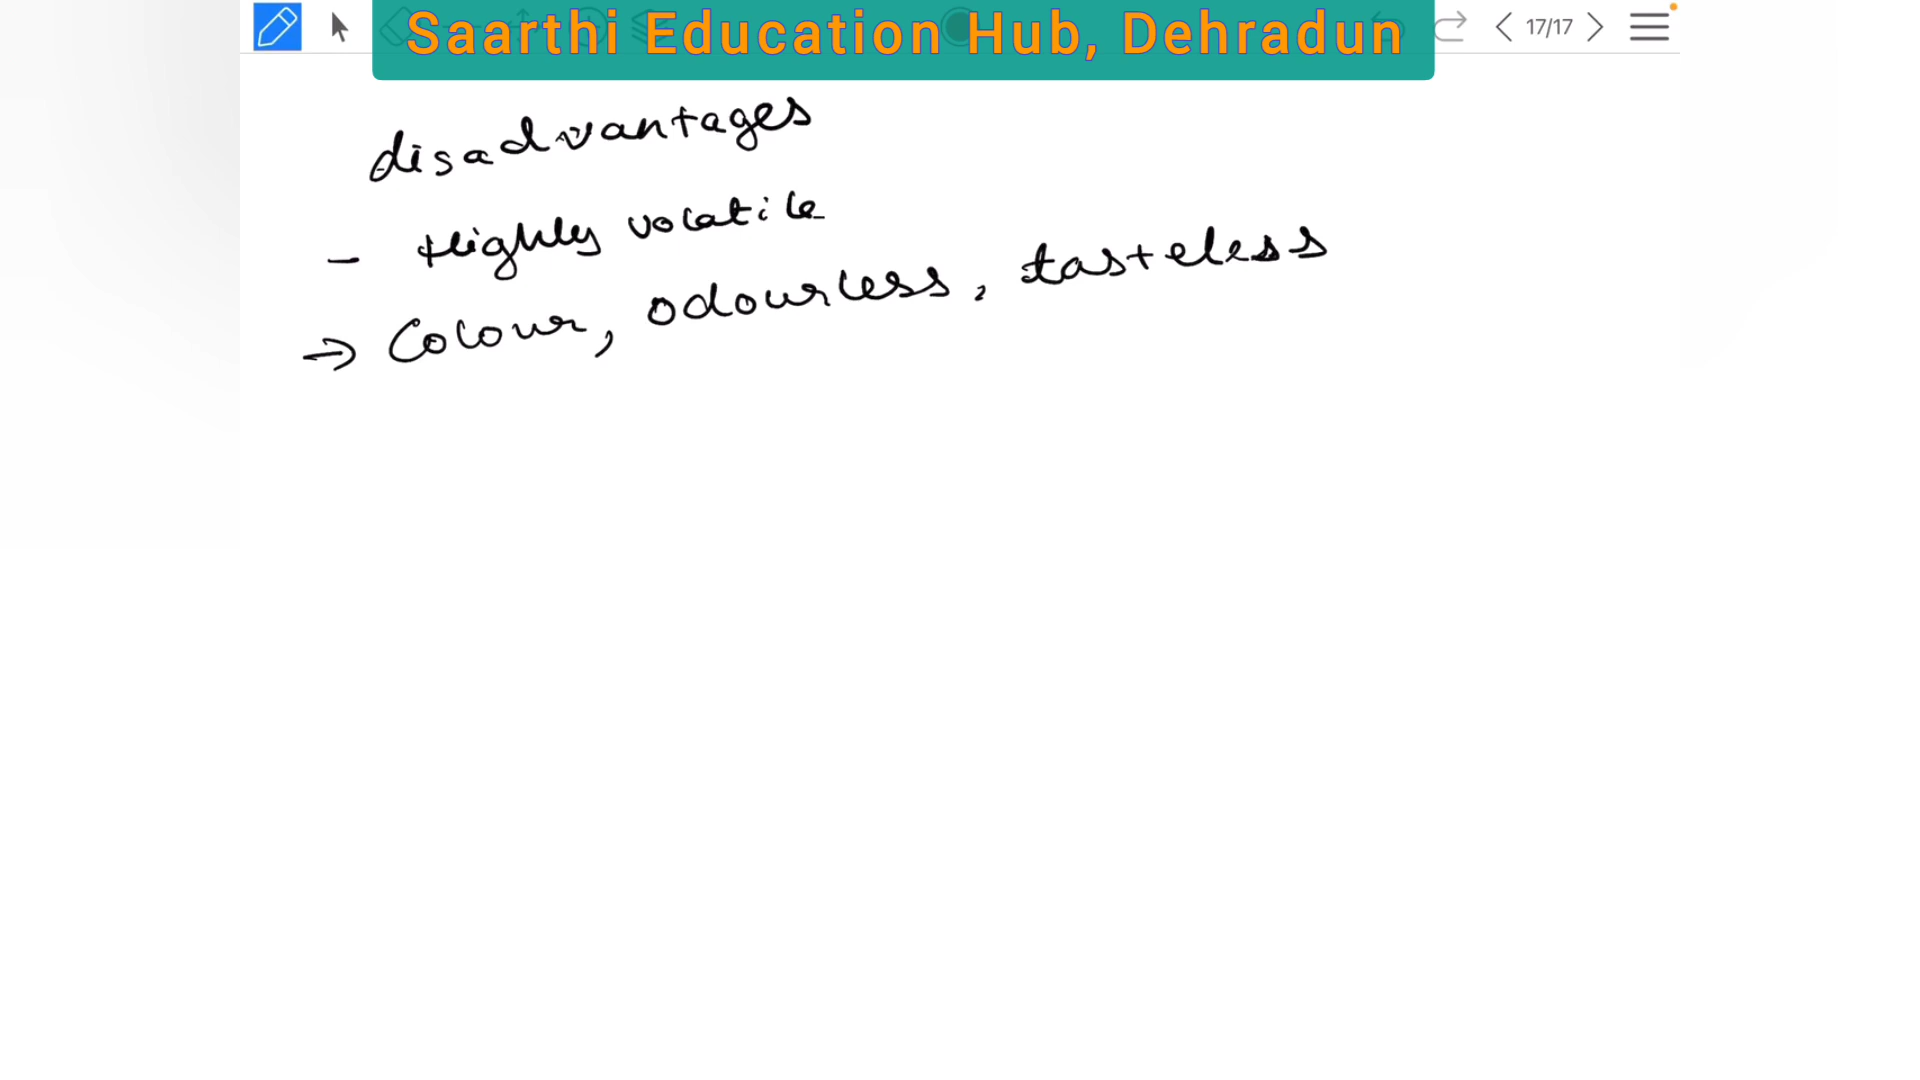 Saarthi Education Hub, Dehradun
17/17
disadvantages
- Highly volatile
→ Colour, odourless, tasteless